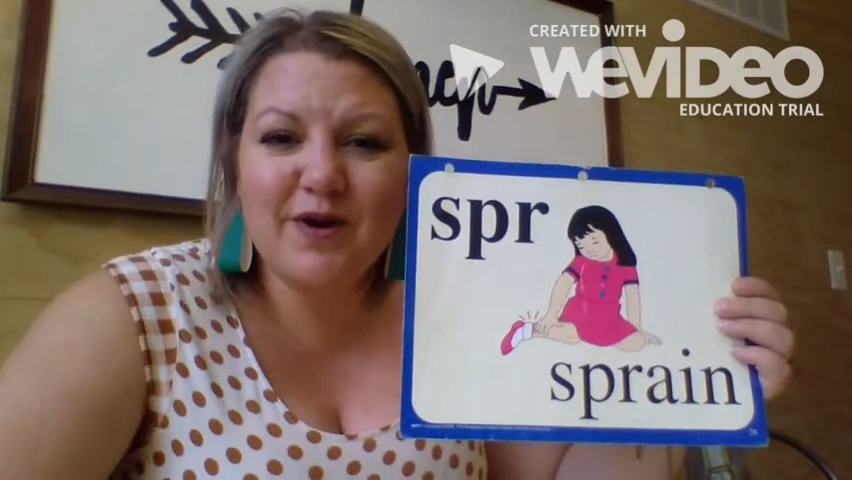 CREATED WITH
WEVIDEO
EDUCATION TRIAL
spr
sprain